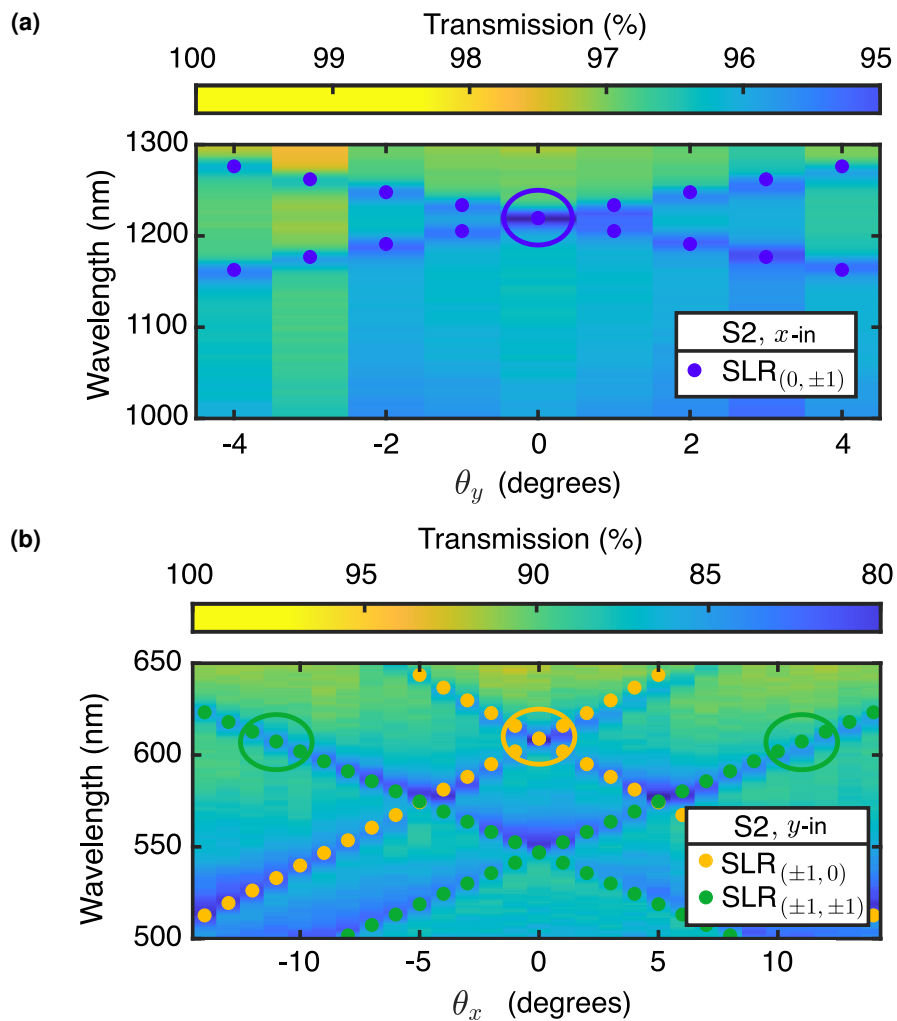 (a)
Transmission (%)
100 99 98 97 96 95
1300
1200
1100
1000
Wavelength (nm)
S2, x-in
SLR(0, ±1)
-4 -2 0 2 4
θy (degrees)
(b)
Transmission (%)
100 95 90 85 80
650
600
550
500
Wavelength (nm)
S2, y-in
SLR(±1, 0)
SLR(±1, ±1)
-10 -5 0 5 10
θx (degrees)